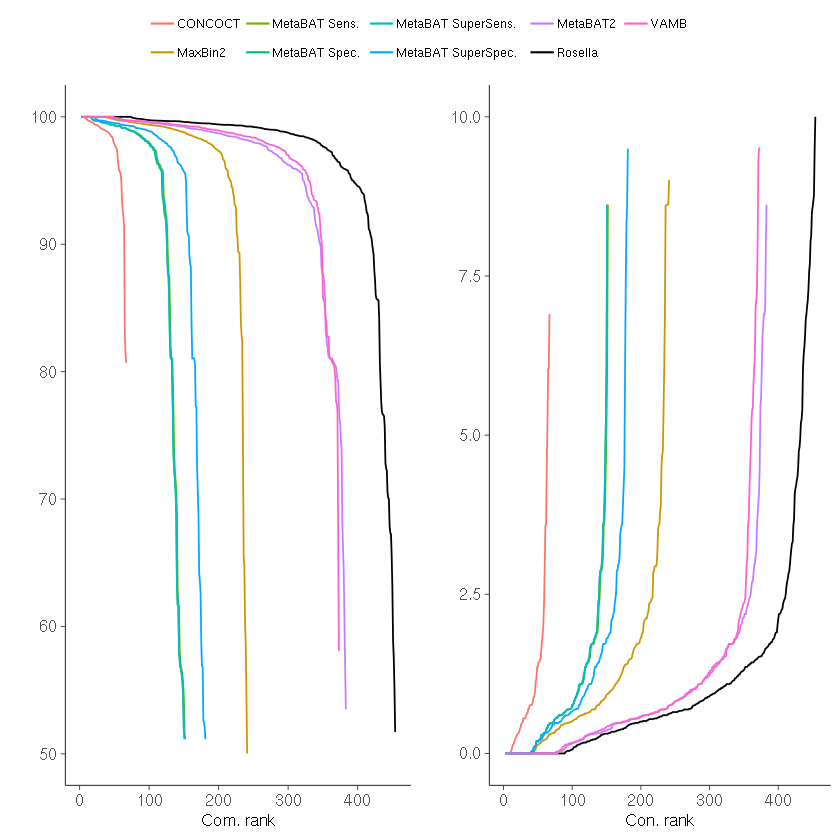 CONCOCT MetaBAT Sens. MetaBAT SuperSens. MetaBAT2 VAMB
MaxBin2 MetaBAT Spec. MetaBAT SuperSpec. Rosella
100
90
80
70
60
50
0 100 200 300 400
Com. rank
10.0
7.5
5.0
2.5
0.0
0 100 200 300 400
Con. rank